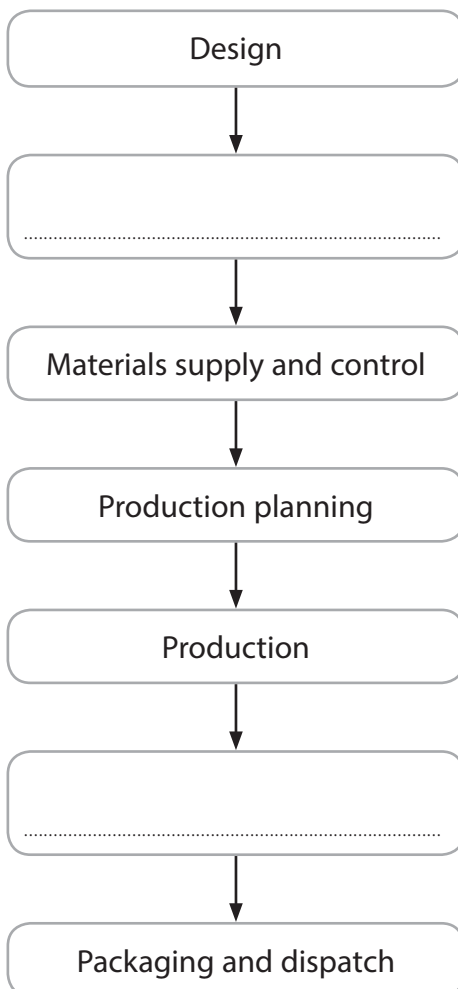 Design
Materials supply and control
Production planning
Production
Packaging and dispatch